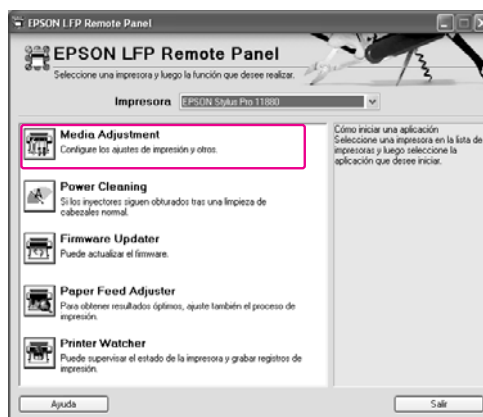 EPSON LFP Remote Panel
EPSON LFP Remote Panel
Seleccione una impresora y luego la función que desee realizar.
Impresora EPSON Stylus Pro 11880
Media Adjustment
Configure los ajustes de impresión y otros.
Power Cleaning
Si los inyectores siguen obturados tras una limpieza de
cabezales normal.
Firmware Updater
Puede actualizar el firmware.
Paper Feed Adjuster
Para obtener resultados óptimos, ajuste también el proceso de
impresión.
Printer Watcher
Puede supervisar el estado de la impresora y grabar registros de
impresión.
Cómo iniciar una aplicación
Seleccione una impresora en la lista de
impresoras y luego seleccione la
aplicación que desee iniciar.
Ayuda
Salir